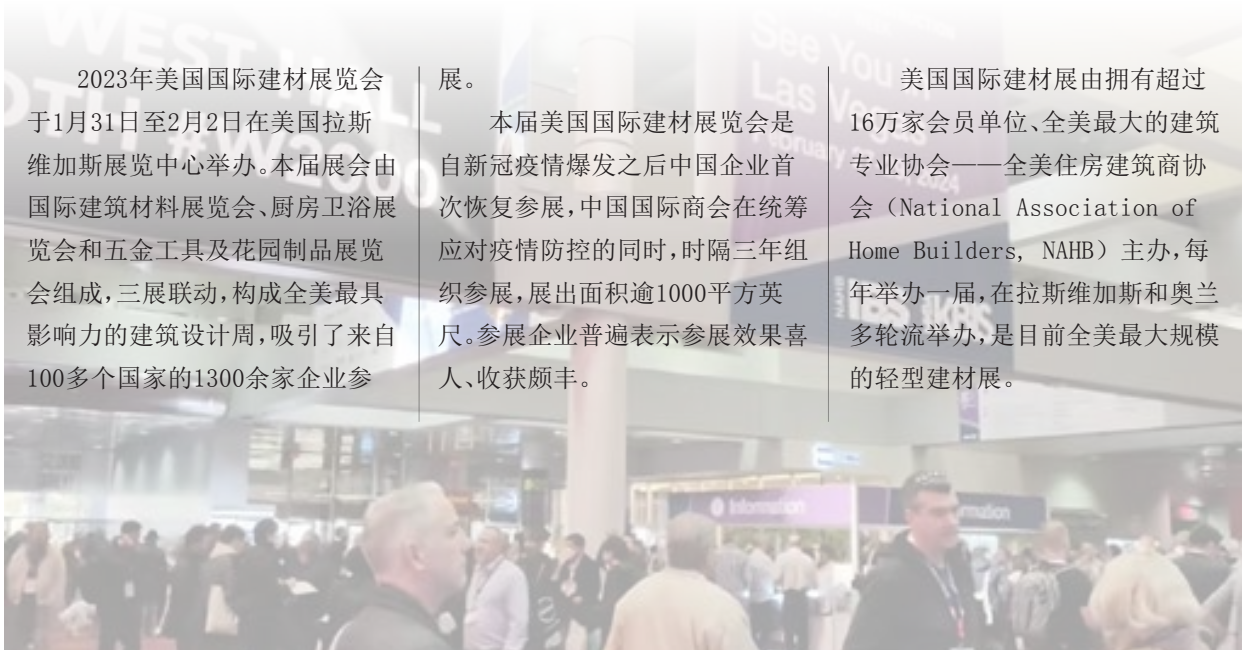 2023年美国国际建材展览会
于1月31日至2月2日在美国拉斯
维加斯展览中心举办。本届展会由
国际建筑材料展览会、厨房卫浴展
览会和五金工具及花园制品展览
会组成,三展联动,构成全美最具
影响力的建筑设计周,吸引了来自
100多个国家的1300余家企业参
展。
本届美国国际建材展览会是
自新冠疫情爆发之后中国企业首
次恢复参展,中国国际商会在统筹
应对疫情防控的同时,时隔三年组
织参展,展出面积逾1000平方英
尺。参展企业普遍表示参展效果喜
人、收获颇丰。
美国国际建材展由拥有超过
16万家会员单位、全美最大的建筑
专业协会——全美住房建筑商协
会（National Association of
Home Builders, NAHB）主办,每
年举办一届,在拉斯维加斯和奥兰
多轮流举办,是目前全美最大规模
的轻型建材展。
WEST HALL
OTH #W2000
See You in
Las Vegas
February 2024
NAHB IBS KBIS
Information